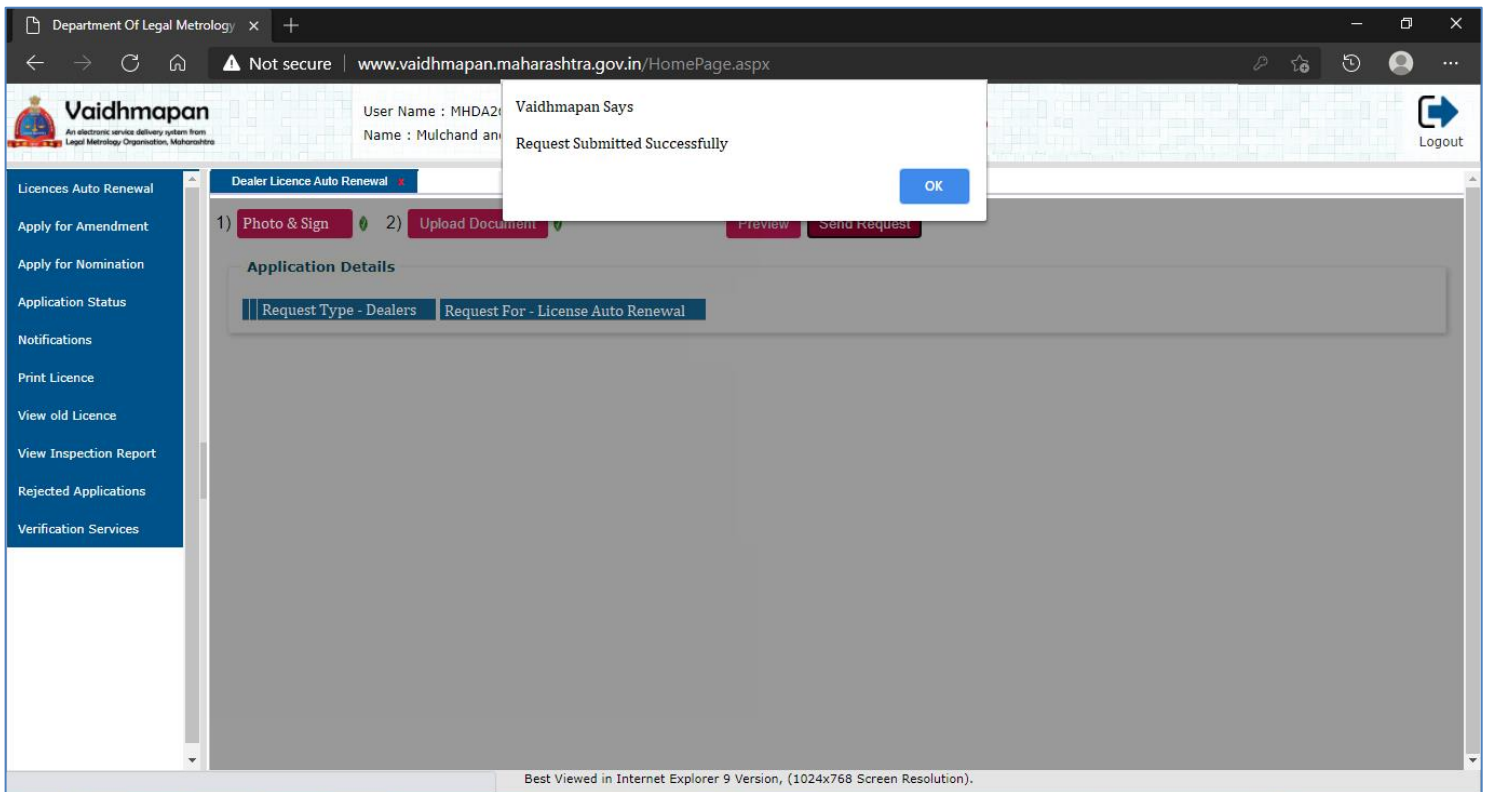 Department Of Legal Metrology
Not secure | www.vaidhmapan.maharashtra.gov.in/HomePage.aspx
Vaidhmapan
An electronic service delivery system from
Legal Metrology Organisation, Maharashtra
User Name : MHDA2
Name : Mulchand an
Vaidhmapan Says
Request Submitted Successfully
OK
Logout
Licences Auto Renewal
Apply for Amendment
Apply for Nomination
Application Status
Notifications
Print Licence
View old Licence
View Inspection Report
Rejected Applications
Verification Services
Dealer Licence Auto Renewal x
1) Photo & Sign 2) Upload Document Preview Send Request
Application Details
Request Type - Dealers Request For - License Auto Renewal
Best Viewed in Internet Explorer 9 Version, (1024x768 Screen Resolution).